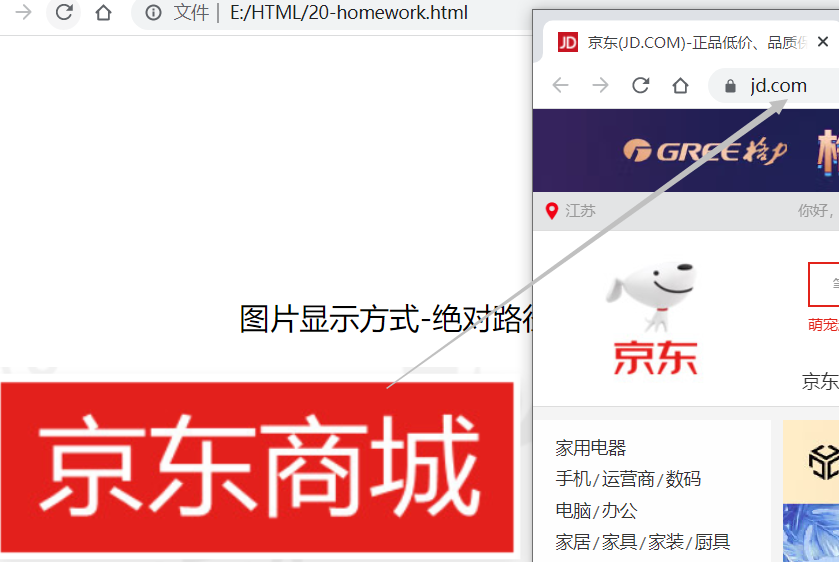 文件 | E:/HTML/20-homework.html
图片显示方式-绝对路
京东商城
JD 京东(JD.COM)-正品低价、品质
jd.com
GREE 格力
江苏
你好，
京东
萌宠
京东
家用电器
手机/运营商/数码
电脑/办公
家居/家具/家装/厨具